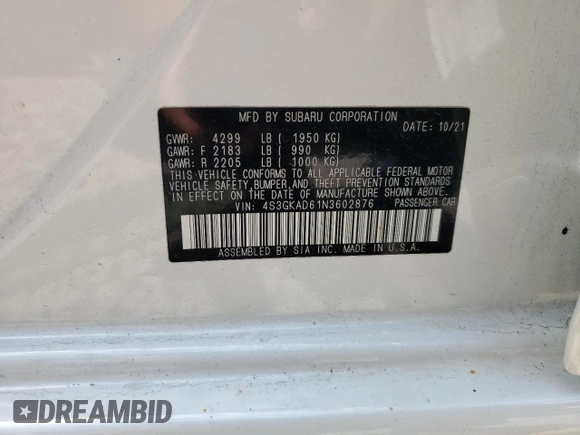 MFD BY SUBARU CORPORATION
DATE: 10/21
GVWR: 4299 LB ( 1950 KG)
GAWR: F 2183 LB ( 990 KG)
GAWR: R 2205 LB ( 1000 KG)
THIS VEHICLE CONFORMS TO ALL APPLICABLE FEDERAL MOTOR
VEHICLE SAFETY, BUMPER, AND THEFT PREVENTION STANDARDS
IN EFFECT ON THE DATE OF MANUFACTURE SHOWN ABOVE.
VIN: 4S3GKAD61N3602876 PASSENGER CAR
ASSEMBLED BY SIA IN U.S.A.
DREAMBID